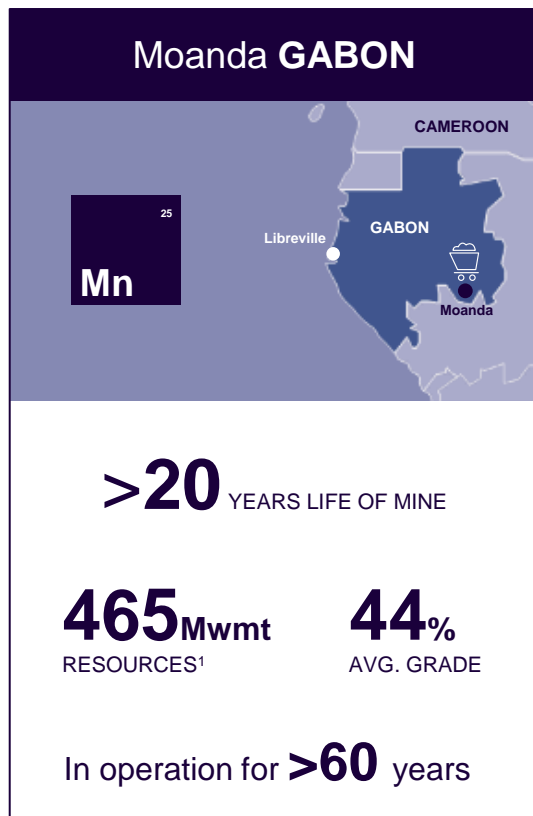 Moanda GABON
CAMEROON
25
Mn
Libreville
GABON
Moanda
>20 YEARS LIFE OF MINE
465Mwmt
RESOURCES¹
44%
AVG. GRADE
In operation for >60 years